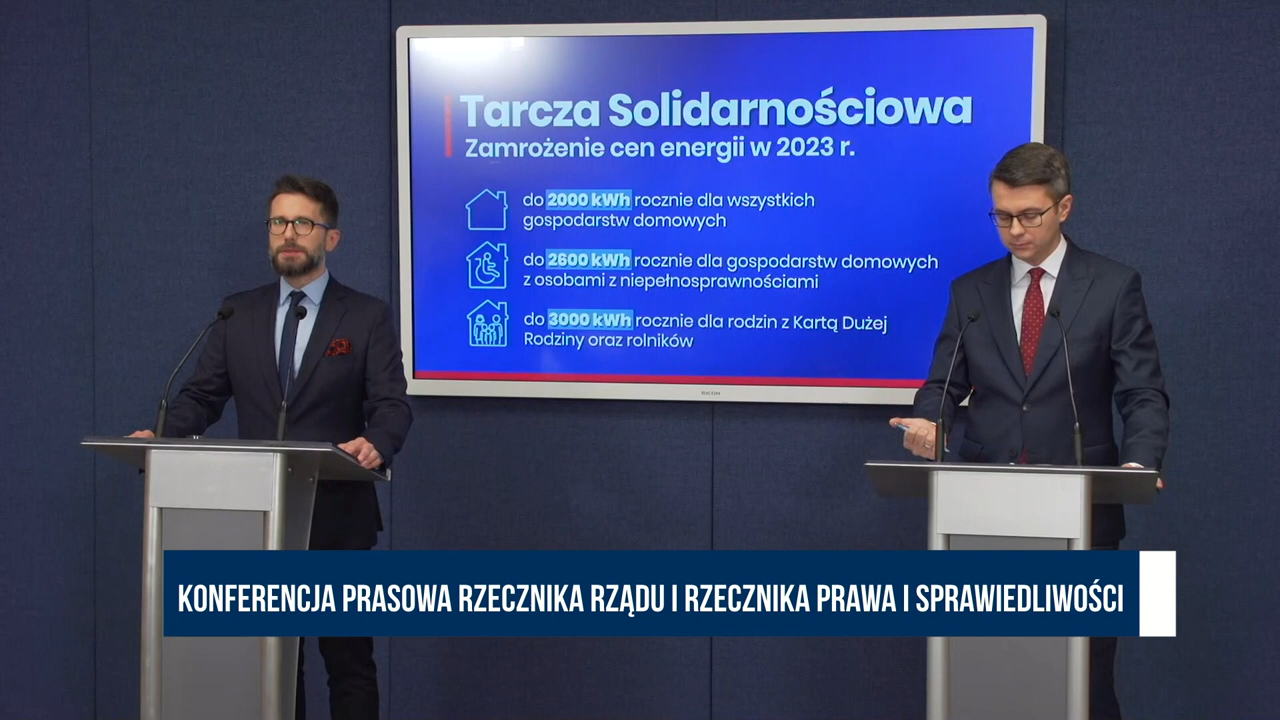 Tarcza Solidarnościowa
Zamrożenie cen energii w 2023 r.
do 2000 kWh rocznie dla wszystkich
gospodarstw domowych
do 2600 kWh rocznie dla gospodarstw domowych
z osobami z niepełnosprawnościami
do 3000 kWh rocznie dla rodzin z Kartą Dużej
Rodziny oraz rolników
RICOH
KONFERENCJA PRASOWA RZECZNIKA RZĄDU I RZECZNIKA PRAWA I SPRAWIEDLIWOŚCI